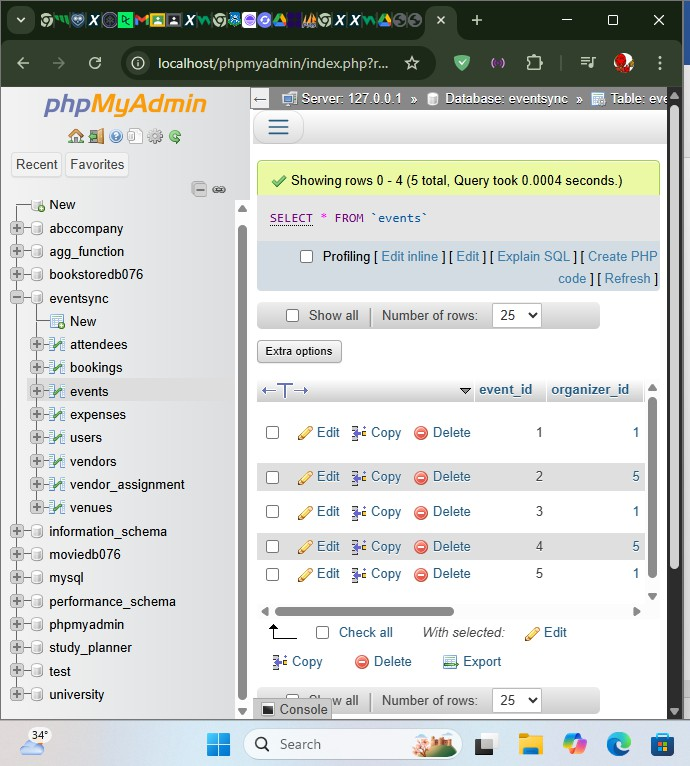 localhost/phpmyadmin/index.php?r...
phpMyAdmin
Recent Favorites
New
abccompany
agg_function
bookstoredb076
eventsync
New
attendees
bookings
events
expenses
users
vendors
vendor_assignment
venues
information_schema
moviedb076
mysql
performance_schema
phpmyadmin
study_planner
test
university
Server: 127.0.0.1 » Database: eventsync » Table: eve
Showing rows 0 - 4 (5 total, Query took 0.0004 seconds.)
SELECT * FROM `events`
Profiling [ Edit inline ] [ Edit ] [ Explain SQL ] [ Create PHP
code ] [ Refresh ]
Show all | Number of rows: 25
Extra options
event_id organizer_id
Edit Copy Delete 1 1
Edit Copy Delete 2 5
Edit Copy Delete 3 1
Edit Copy Delete 4 5
Edit Copy Delete 5 1
Check all With selected: Edit
Copy Delete Export
Show all | Number of rows: 25
Console
34°
Search